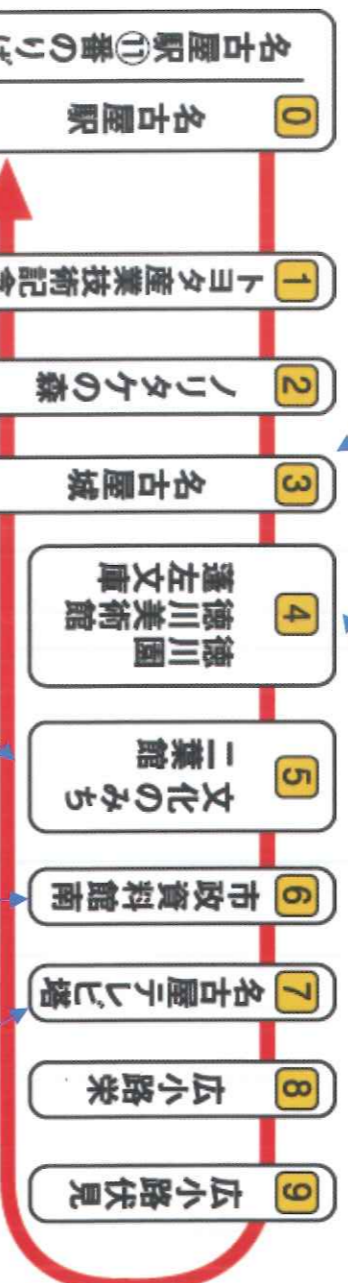 0
名古屋駅⑪番のりば
名古屋駅
1
トヨタ産業技術記念
2
ノリタケの森
3
名古屋城
4
徳川園
徳川美術館
蓬左文庫
5
文化のみち
二葉館
6
市政資料館南
7
名古屋テレビ塔
8
広小路栄
9
広小路伏見